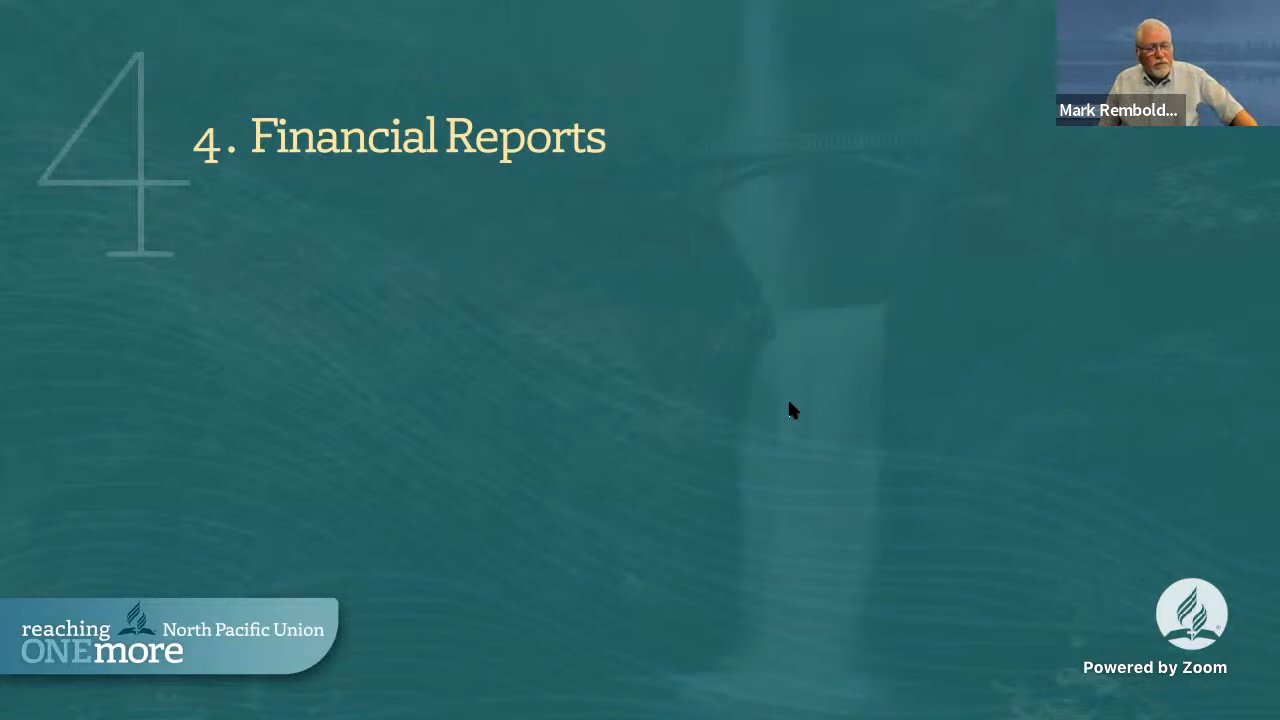 4
4. Financial Reports
Mark Rembold...
reaching
ONEmore
North Pacific Union
Powered by Zoom